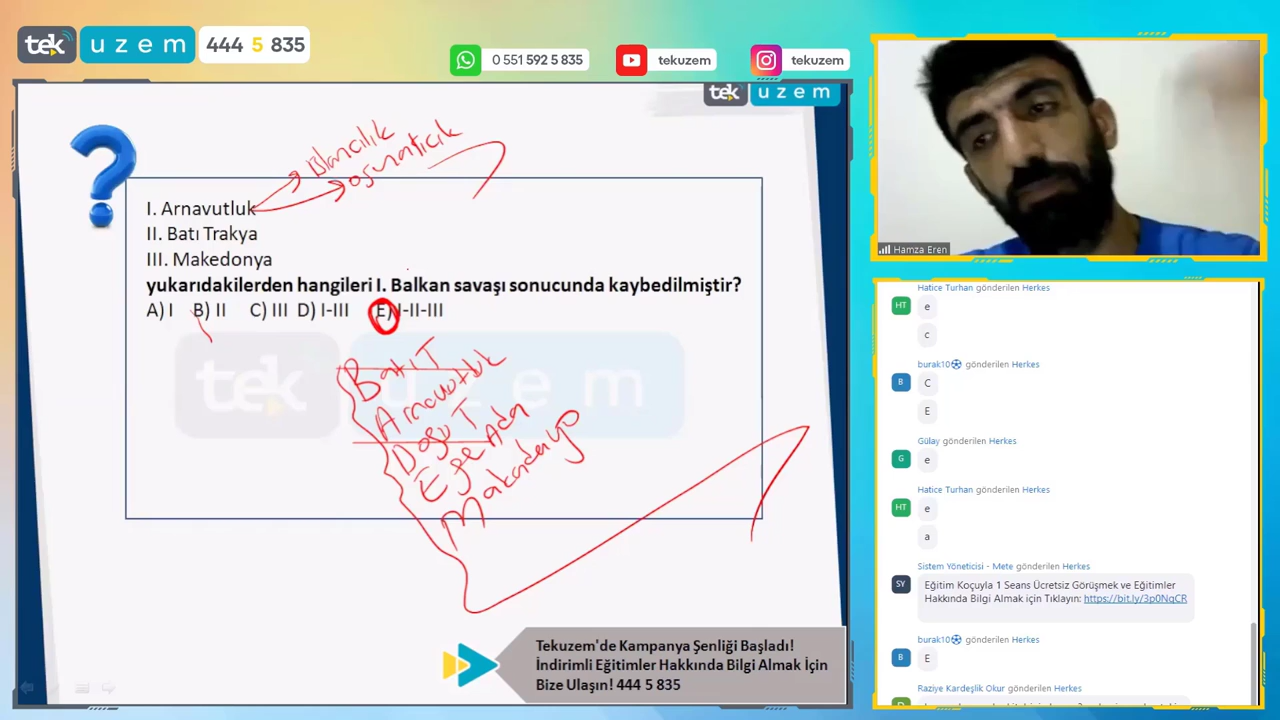 tek uzem 444 5 835
0 551 592 5 835
tekuzem
tekuzem
tek uzem
I. Arnavutluk
II. Batı Trakya
III. Makedonya
yukarıdakilerden hangileri I. Balkan savaşı sonucunda kaybedilmiştir?
A) I B) II C) III D) I-III E) I-II-III
tek uzem
Batı T
Arnavutluk
Doğu T
Ege Ada
Tekuzem'de Kampanya Şenliği Başladı!
İndirimli Eğitimler Hakkında Bilgi Almak İçin
Bize Ulaşın! 444 5 835
Hamza Eren
Hatice Turhan gönderilen Herkes
HT
e
c
burak10⚽ gönderilen Herkes
B
C
E
Gülay gönderilen Herkes
G
e
Hatice Turhan gönderilen Herkes
HT
e
a
Sistem Yöneticisi - Mete gönderilen Herkes
SY
Eğitim Koçuyla 1 Seans Ücretsiz Görüşmek ve Eğitimler
Hakkında Bilgi Almak için Tıklayın: https://bit.ly/3p0NqCR
burak10⚽ gönderilen Herkes
B
E
Raziye Kardeşlik Okur gönderilen Herkes